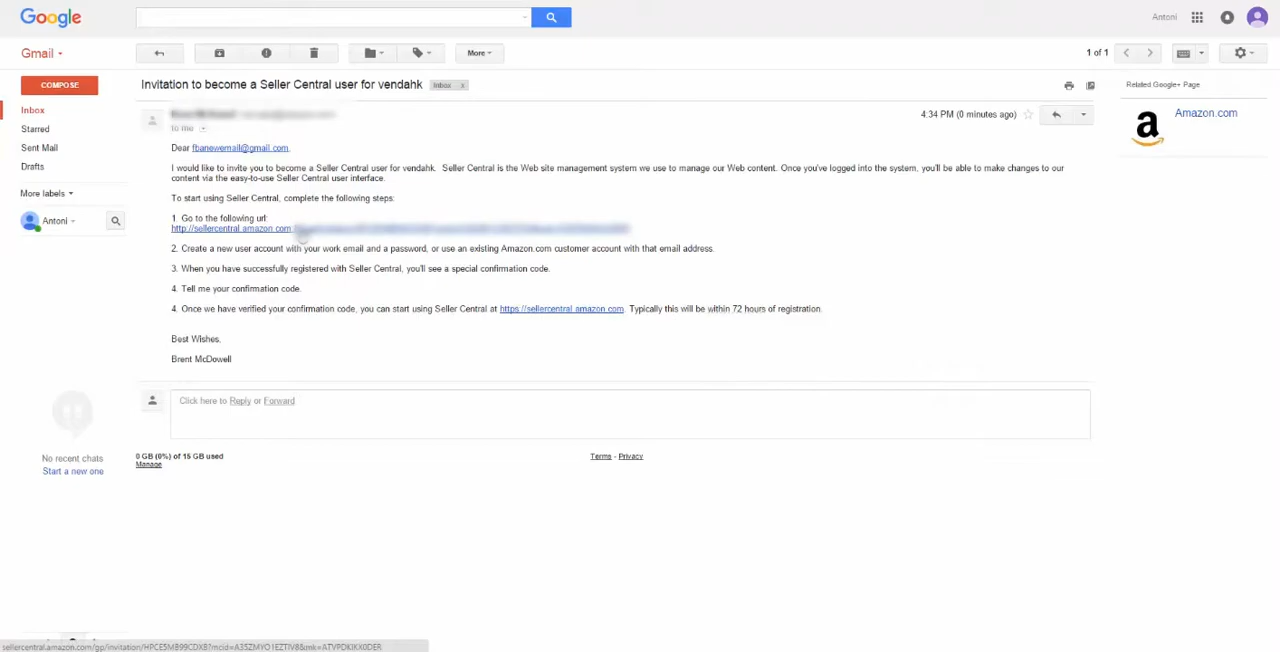 Google
Antoni
Gmail
More
1 of 1
COMPOSE
Invitation to become a Seller Central user for vendahk
Inbox x
Related Google+ Page
Inbox
Starred
Sent Mail
Drafts
More labels
Antoni
to me
4:34 PM (0 minutes ago)
Amazon.com
Dear fbanewemail@gmail.com,
I would like to invite you to become a Seller Central user for vendahk. Seller Central is the Web site management system we use to manage our Web content. Once you've logged into the system, you'll be able to make changes to our
content via the easy-to-use Seller Central user interface.
To start using Seller Central, complete the following steps:
1. Go to the following url:
http://sellercentral.amazon.com
2. Create a new user account with your work email and a password, or use an existing Amazon.com customer account with that email address.
3. When you have successfully registered with Seller Central, you'll see a special confirmation code.
4. Tell me your confirmation code.
4. Once we have verified your confirmation code, you can start using Seller Central at https://sellercentral.amazon.com. Typically this will be within 72 hours of registration.
Best Wishes,
Brent McDowell
Click here to Reply or Forward
No recent chats
Start a new one
0 GB (0%) of 15 GB used
Manage
Terms - Privacy